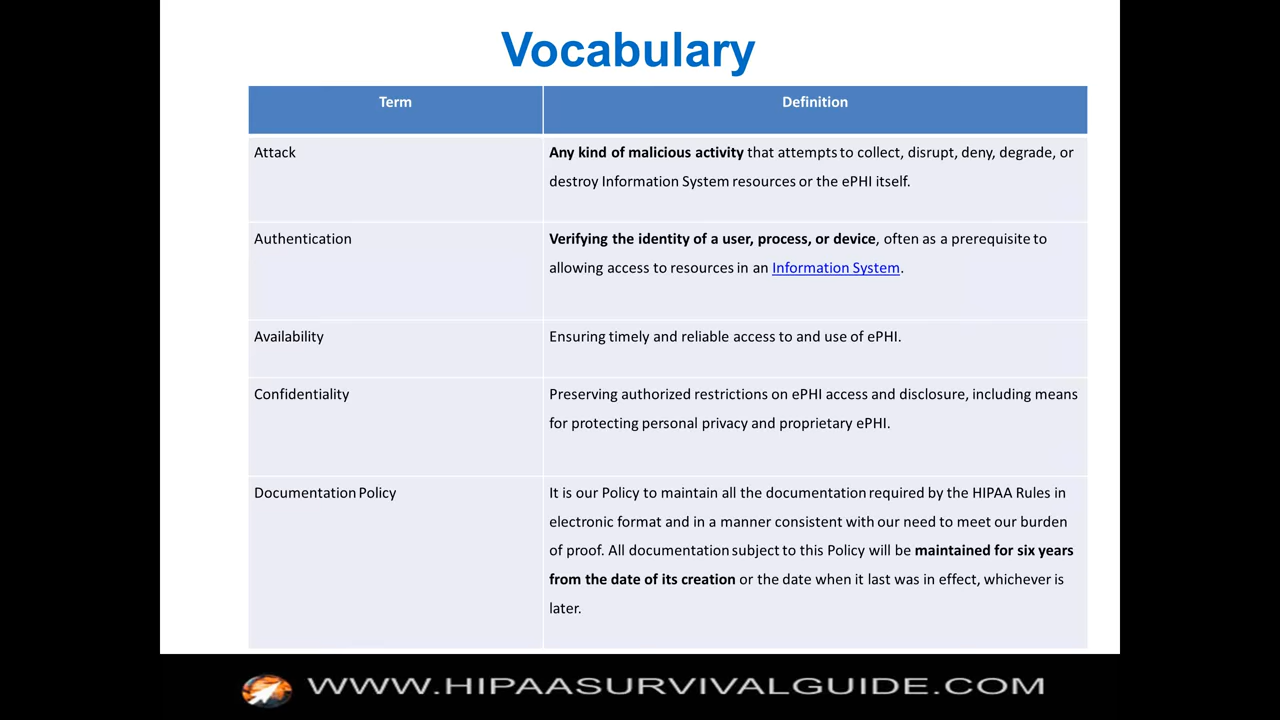 Vocabulary
Term
Definition
Attack
Any kind of malicious activity that attempts to collect, disrupt, deny, degrade, or
destroy Information System resources or the ePHI itself.
Authentication
Verifying the identity of a user, process, or device, often as a prerequisite to
allowing access to resources in an Information System.
Availability
Ensuring timely and reliable access to and use of ePHI.
Confidentiality
Preserving authorized restrictions on ePHI access and disclosure, including means
for protecting personal privacy and proprietary ePHI.
Documentation Policy
It is our Policy to maintain all the documentation required by the HIPAA Rules in
electronic format and in a manner consistent with our need to meet our burden
of proof. All documentation subject to this Policy will be maintained for six years
from the date of its creation or the date when it last was in effect, whichever is
later.
WWW.HIPAASURVIVALGUIDE.COM